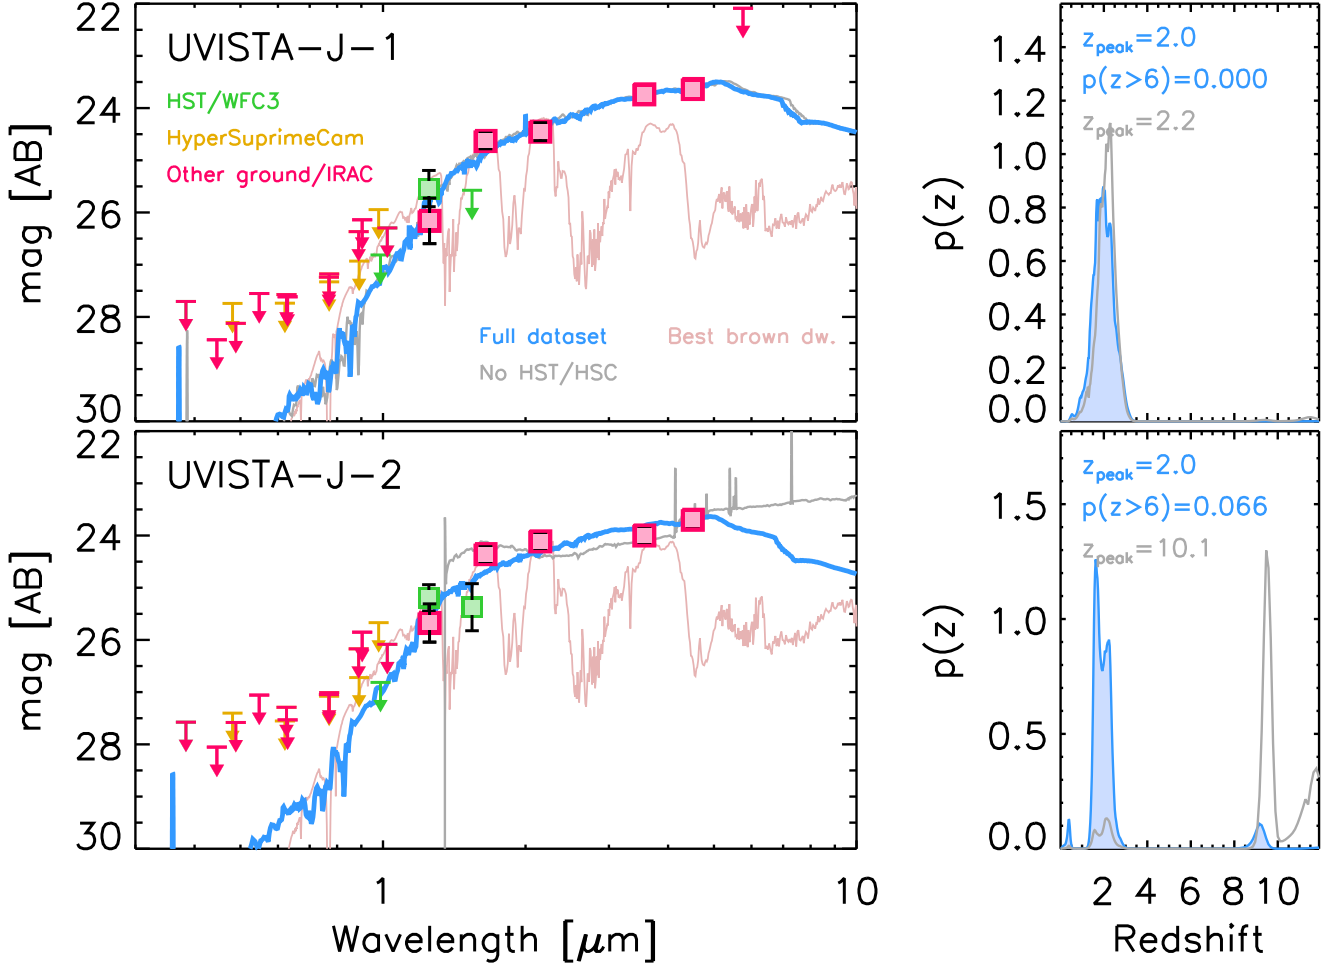 UVISTA-J-1
HST/WFC3
HyperSuprimeCam
Other ground/IRAC
Full dataset
Best brown dw.
No HST/HSC
mag [AB]
22
24
26
28
30
z_peak=2.0
p(z>6)=0.000
z_peak=2.2
p(z)
1.4
1.2
1.0
0.8
0.6
0.4
0.2
0.0
UVISTA-J-2
mag [AB]
22
24
26
28
30
1
10
Wavelength [μm]
z_peak=2.0
p(z>6)=0.066
z_peak=10.1
p(z)
1.5
1.0
0.5
0.0
2 4 6 8 10
Redshift